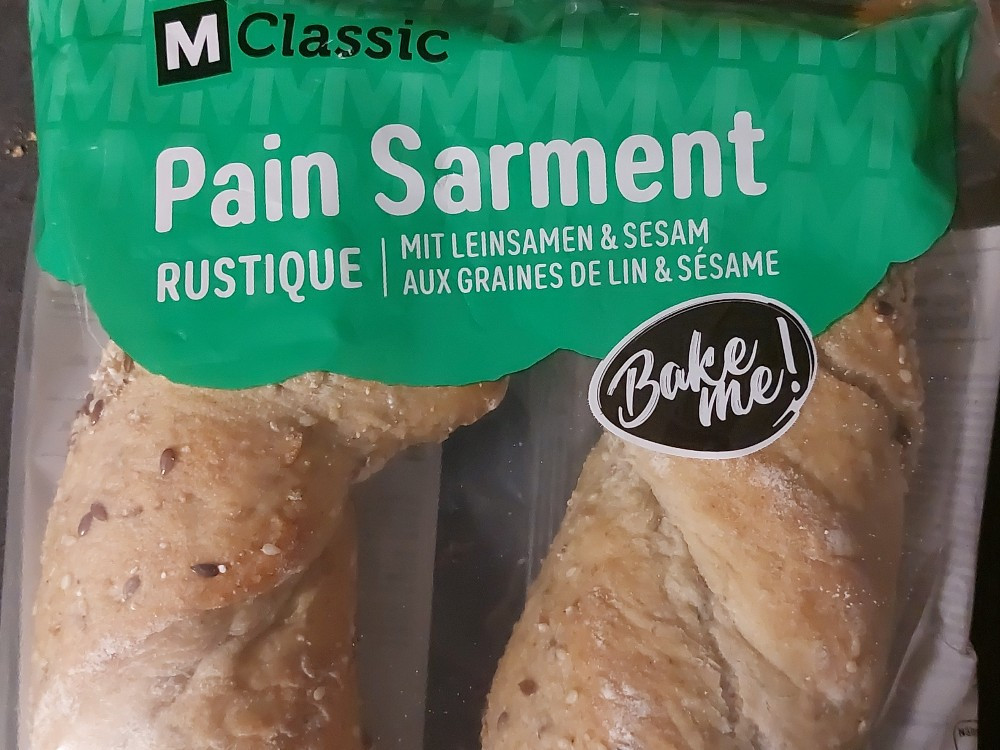 M Classic
Pain Sarment
RUSTIQUE
MIT LEINSAMEN & SESAM
AUX GRAINES DE LIN & SÉSAME
Bake
me!